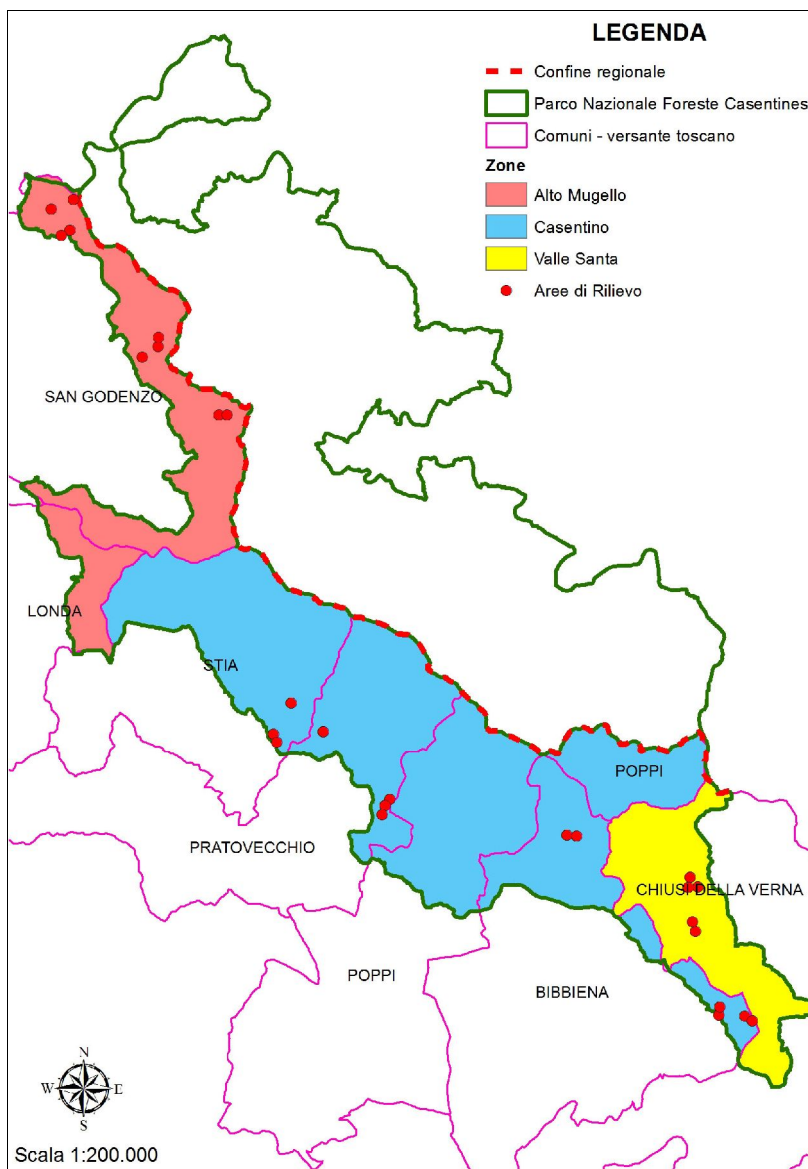 LEGENDA
Confine regionale
Parco Nazionale Foreste Casentines
Comuni - versante toscano
Zone
Alto Mugello
Casentino
Valle Santa
Aree di Rilievo
SAN GODENZO
LONDA
STIA
POPPI
PRATOVECCHIO
CHIUSI DELLA VERNA
POPPI
BIBBIENA
N
W E
S
Scala 1:200.000